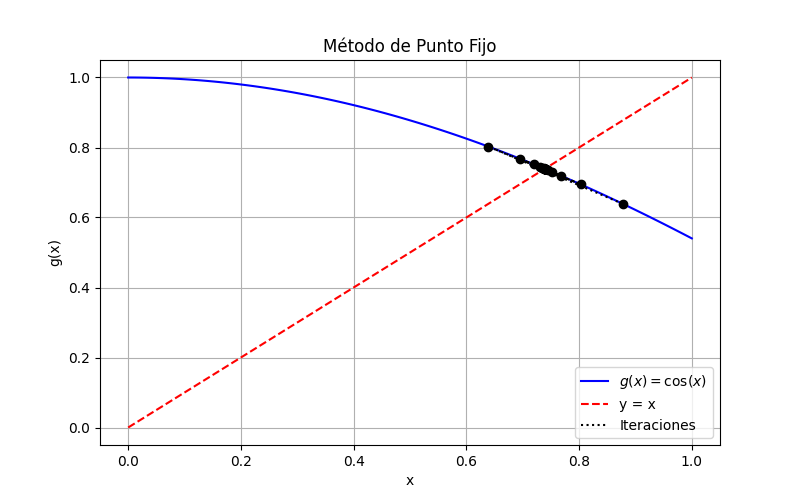 Método de Punto Fijo
g(x)
1.0
0.8
0.6
0.4
0.2
0.0
g(x) = cos(x)
y = x
Iteraciones
0.0 0.2 0.4 0.6 0.8 1.0
x